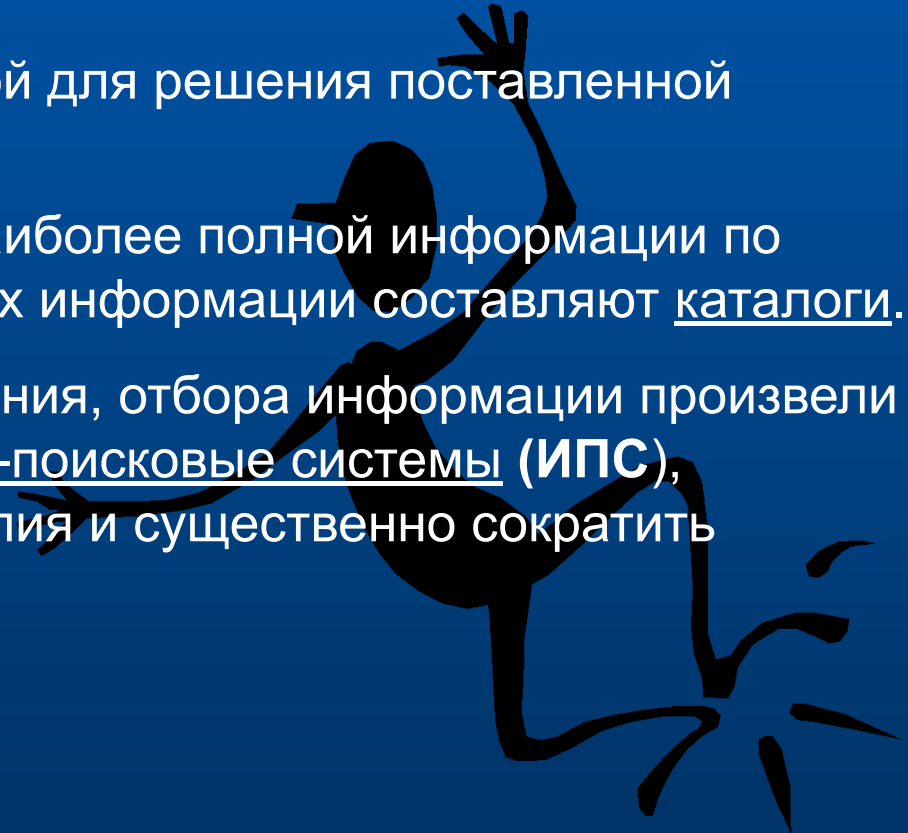 ой для решения поставленной
иболее полной информации по
х информации составляют каталоги.
ния, отбора информации произвели
-поисковые системы (ИПС),
лия и существенно сократить